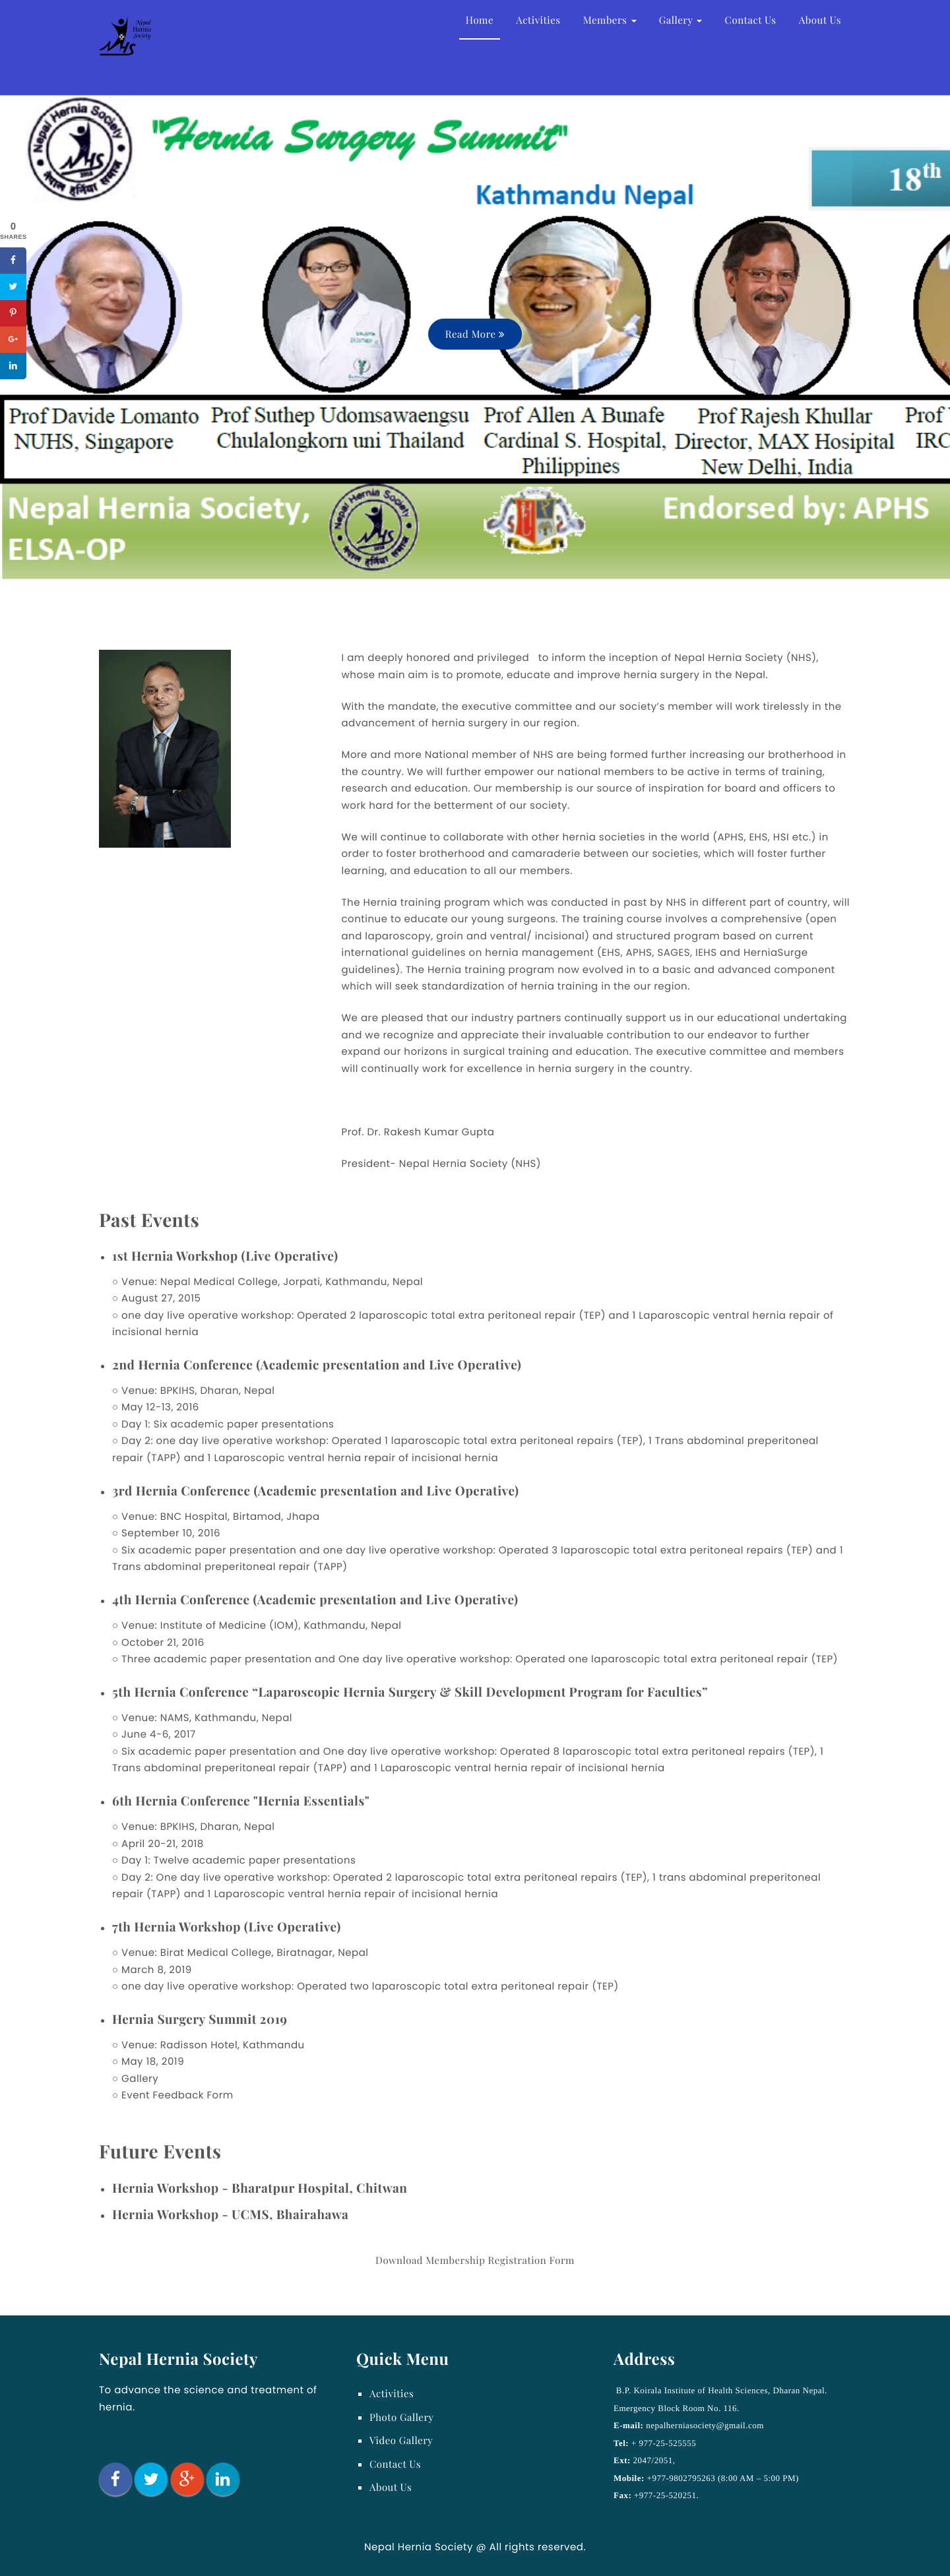 Nepal
Hernia
Society
NHS
Home
Activities
Members
Gallery
Contact Us
About Us
Nepal Hernia Society
NHS
"Hernia Surgery Summit"
Kathmandu Nepal
18th
0
SHARES
Read More »
Prof Davide Lomanto
NUHS, Singapore
Prof Suthep Udomsawaengsu
Chulalongkorn uni Thailand
Prof Allen A Bunafe
Cardinal S. Hospital,
Philippines
Prof Rajesh Khullar
Director, MAX Hospital
New Delhi, India
Prof
IRC
Nepal Hernia Society,
ELSA-OP
Endorsed by: APHS
I am deeply honored and privileged   to inform the inception of Nepal Hernia Society (NHS),
whose main aim is to promote, educate and improve hernia surgery in the Nepal.
With the mandate, the executive committee and our society’s member will work tirelessly in the
advancement of hernia surgery in our region.
More and more National member of NHS are being formed further increasing our brotherhood in
the country. We will further empower our national members to be active in terms of training,
research and education. Our membership is our source of inspiration for board and officers to
work hard for the betterment of our society.
We will continue to collaborate with other hernia societies in the world (APHS, EHS, HSI etc.) in
order to foster brotherhood and camaraderie between our societies, which will foster further
learning, and education to all our members.
The Hernia training program which was conducted in past by NHS in different part of country, will
continue to educate our young surgeons. The training course involves a comprehensive (open
and laparoscopy, groin and ventral/ incisional) and structured program based on current
international guidelines on hernia management (EHS, APHS, SAGES, IEHS and HerniaSurge
guidelines). The Hernia training program now evolved in to a basic and advanced component
which will seek standardization of hernia training in the our region.
We are pleased that our industry partners continually support us in our educational undertaking
and we recognize and appreciate their invaluable contribution to our endeavor to further
expand our horizons in surgical training and education. The executive committee and members
will continually work for excellence in hernia surgery in the country.
Prof. Dr. Rakesh Kumar Gupta
President- Nepal Hernia Society (NHS)
Past Events
• 1st Hernia Workshop (Live Operative)
○ Venue: Nepal Medical College, Jorpati, Kathmandu, Nepal
○ August 27, 2015
○ one day live operative workshop: Operated 2 laparoscopic total extra peritoneal repair (TEP) and 1 Laparoscopic ventral hernia repair of
incisional hernia
• 2nd Hernia Conference (Academic presentation and Live Operative)
○ Venue: BPKIHS, Dharan, Nepal
○ May 12-13, 2016
○ Day 1: Six academic paper presentations
○ Day 2: one day live operative workshop: Operated 1 laparoscopic total extra peritoneal repairs (TEP), 1 Trans abdominal preperitoneal
repair (TAPP) and 1 Laparoscopic ventral hernia repair of incisional hernia
• 3rd Hernia Conference (Academic presentation and Live Operative)
○ Venue: BNC Hospital, Birtamod, Jhapa
○ September 10, 2016
○ Six academic paper presentation and one day live operative workshop: Operated 3 laparoscopic total extra peritoneal repairs (TEP) and 1
Trans abdominal preperitoneal repair (TAPP)
• 4th Hernia Conference (Academic presentation and Live Operative)
○ Venue: Institute of Medicine (IOM), Kathmandu, Nepal
○ October 21, 2016
○ Three academic paper presentation and One day live operative workshop: Operated one laparoscopic total extra peritoneal repair (TEP)
• 5th Hernia Conference “Laparoscopic Hernia Surgery & Skill Development Program for Faculties”
○ Venue: NAMS, Kathmandu, Nepal
○ June 4-6, 2017
○ Six academic paper presentation and One day live operative workshop: Operated 8 laparoscopic total extra peritoneal repairs (TEP), 1
Trans abdominal preperitoneal repair (TAPP) and 1 Laparoscopic ventral hernia repair of incisional hernia
• 6th Hernia Conference "Hernia Essentials"
○ Venue: BPKIHS, Dharan, Nepal
○ April 20-21, 2018
○ Day 1: Twelve academic paper presentations
○ Day 2: One day live operative workshop: Operated 2 laparoscopic total extra peritoneal repairs (TEP), 1 trans abdominal preperitoneal
repair (TAPP) and 1 Laparoscopic ventral hernia repair of incisional hernia
• 7th Hernia Workshop (Live Operative)
○ Venue: Birat Medical College, Biratnagar, Nepal
○ March 8, 2019
○ one day live operative workshop: Operated two laparoscopic total extra peritoneal repair (TEP)
• Hernia Surgery Summit 2019
○ Venue: Radisson Hotel, Kathmandu
○ May 18, 2019
○ Gallery
○ Event Feedback Form
Future Events
• Hernia Workshop - Bharatpur Hospital, Chitwan
• Hernia Workshop - UCMS, Bhairahawa
Download Membership Registration Form
Nepal Hernia Society
To advance the science and treatment of
hernia.
Quick Menu
Activities
Photo Gallery
Video Gallery
Contact Us
About Us
Address
B.P. Koirala Institute of Health Sciences, Dharan Nepal.
Emergency Block Room No. 116.
E-mail: nepalherniasociety@gmail.com
Tel: + 977-25-525555
Ext: 2047/2051,
Mobile: +977-9802795263 (8:00 AM – 5:00 PM)
Fax: +977-25-520251.
Nepal Hernia Society @ All rights reserved.